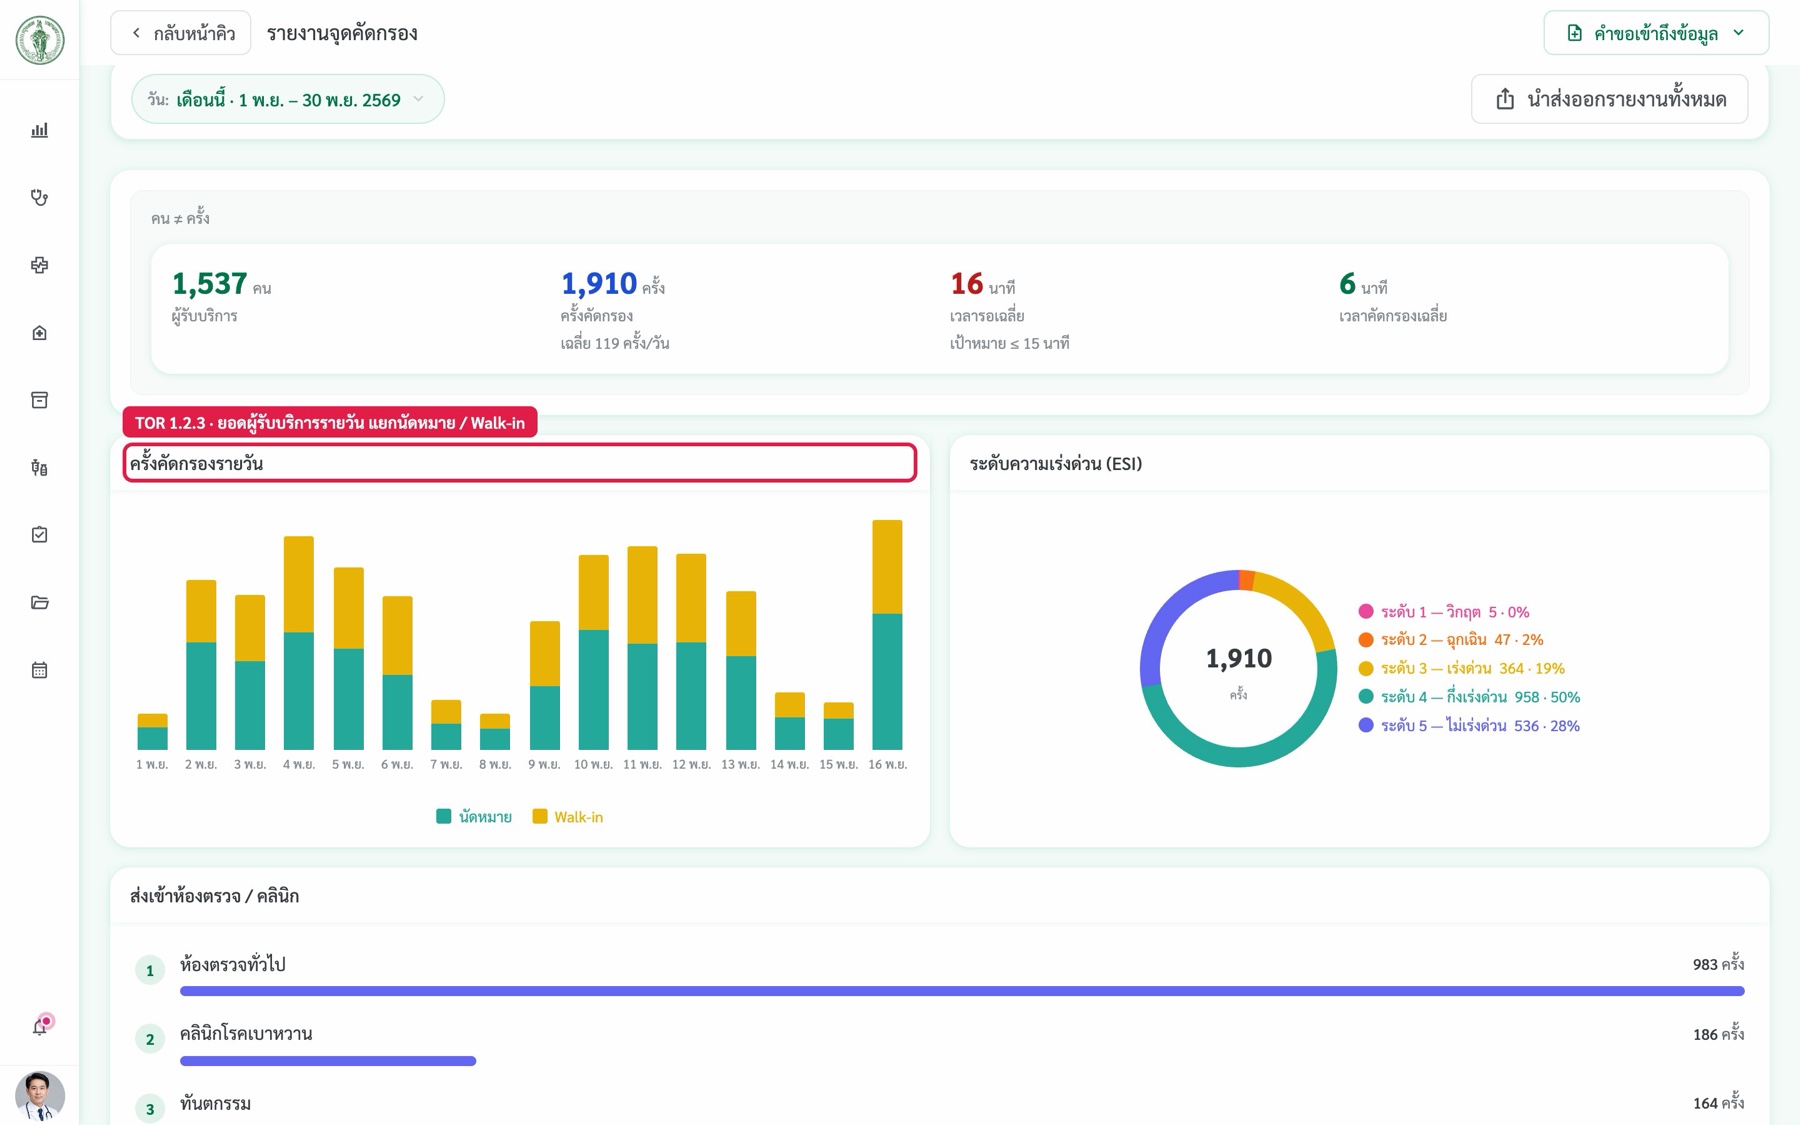 กลับหน้าคิว
รายงานจุดคัดกรอง
คำขอเข้าถึงข้อมูล
วัน: เดือนนี้ · 1 พ.ย. – 30 พ.ย. 2569
นำส่งออกรายงานทั้งหมด
คน ≠ ครั้ง
1,537 คน
ผู้รับบริการ
1,910 ครั้ง
ครั้งคัดกรอง
เฉลี่ย 119 ครั้ง/วัน
16 นาที
เวลารอเฉลี่ย
เป้าหมาย ≤ 15 นาที
6 นาที
เวลาคัดกรองเฉลี่ย
TOR 1.2.3 · ยอดผู้รับบริการรายวัน แยกนัดหมาย / Walk-in
ครั้งคัดกรองรายวัน
1 พ.ย. 2 พ.ย. 3 พ.ย. 4 พ.ย. 5 พ.ย. 6 พ.ย. 7 พ.ย. 8 พ.ย. 9 พ.ย. 10 พ.ย. 11 พ.ย. 12 พ.ย. 13 พ.ย. 14 พ.ย. 15 พ.ย. 16 พ.ย.
นัดหมาย Walk-in
ระดับความเร่งด่วน (ESI)
1,910
ครั้ง
ระดับ 1 — วิกฤต 5 · 0%
ระดับ 2 — ฉุกเฉิน 47 · 2%
ระดับ 3 — เร่งด่วน 364 · 19%
ระดับ 4 — กึ่งเร่งด่วน 958 · 50%
ระดับ 5 — ไม่เร่งด่วน 536 · 28%
ส่งเข้าห้องตรวจ / คลินิก
1 ห้องตรวจทั่วไป 983 ครั้ง
2 คลินิกโรคเบาหวาน 186 ครั้ง
3 ทันตกรรม 164 ครั้ง